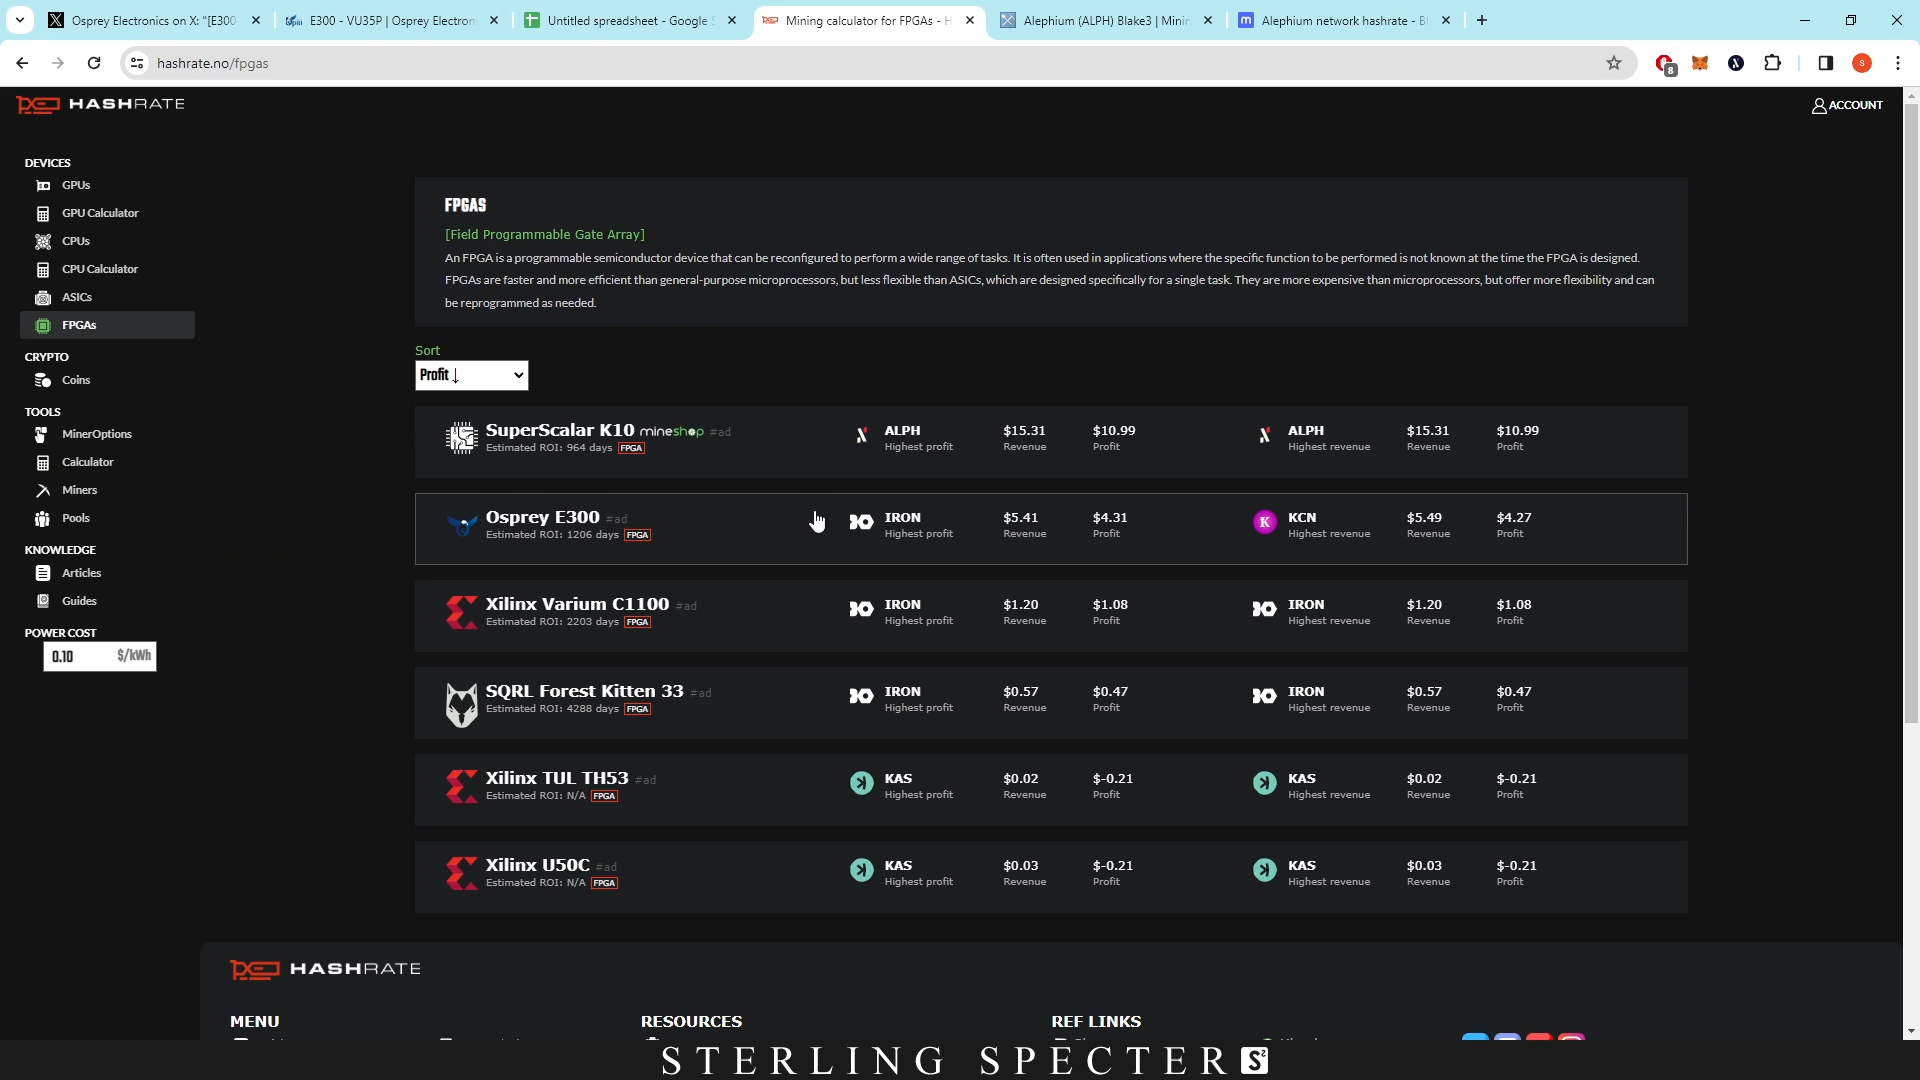 Osprey Electronics on X: "[E300
E300 - VU35P | Osprey Electron
Untitled spreadsheet - Google S
Mining calculator for FPGAs - H
Alephium (ALPH) Blake3 | Minin
Alephium network hashrate - Bl
hashrate.no/fpgas
8
S
HASHRATE
ACCOUNT
DEVICES
GPUs
GPU Calculator
CPUs
CPU Calculator
ASICs
FPGAs
CRYPTO
Coins
TOOLS
MinerOptions
Calculator
Miners
Pools
KNOWLEDGE
Articles
Guides
POWER COST
0.10 $/kWh
FPGAS
[Field Programmable Gate Array]
An FPGA is a programmable semiconductor device that can be reconfigured to perform a wide range of tasks. It is often used in applications where the specific function to be performed is not known at the time the FPGA is designed.
FPGAs are faster and more efficient than general-purpose microprocessors, but less flexible than ASICs, which are designed specifically for a single task. They are more expensive than microprocessors, but offer more flexibility and can
be reprogrammed as needed.
Sort
Profit ↓
SuperScalar K10 mineshop #ad ALPH $15.31 $10.99 ALPH $15.31 $10.99
Estimated ROI: 964 days FPGA Highest profit Revenue Profit Highest revenue Revenue Profit
Osprey E300 #ad IRON $5.41 $4.31 K KCN $5.49 $4.27
Estimated ROI: 1206 days FPGA Highest profit Revenue Profit Highest revenue Revenue Profit
Xilinx Varium C1100 #ad IRON $1.20 $1.08 IRON $1.20 $1.08
Estimated ROI: 2203 days FPGA Highest profit Revenue Profit Highest revenue Revenue Profit
SQRL Forest Kitten 33 #ad IRON $0.57 $0.47 IRON $0.57 $0.47
Estimated ROI: 4288 days FPGA Highest profit Revenue Profit Highest revenue Revenue Profit
Xilinx TUL TH53 #ad KAS $0.02 $-0.21 KAS $0.02 $-0.21
Estimated ROI: N/A FPGA Highest profit Revenue Profit Highest revenue Revenue Profit
Xilinx U50C #ad KAS $0.03 $-0.21 KAS $0.03 $-0.21
Estimated ROI: N/A FPGA Highest profit Revenue Profit Highest revenue Revenue Profit
HASHRATE
MENU RESOURCES REF LINKS
STERLING SPECTER S²